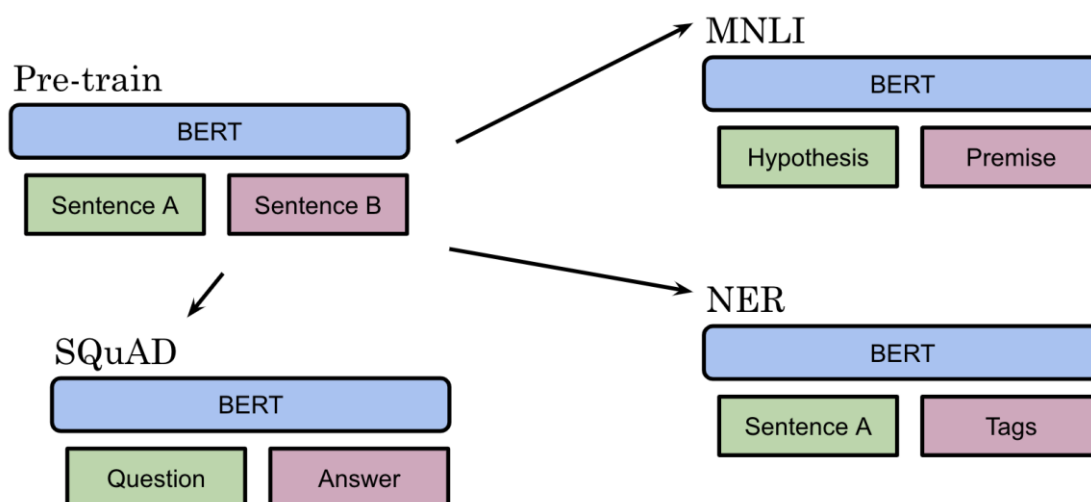 Pre-train
BERT
Sentence A
Sentence B
MNLI
BERT
Hypothesis
Premise
SQuAD
BERT
Question
Answer
NER
BERT
Sentence A
Tags